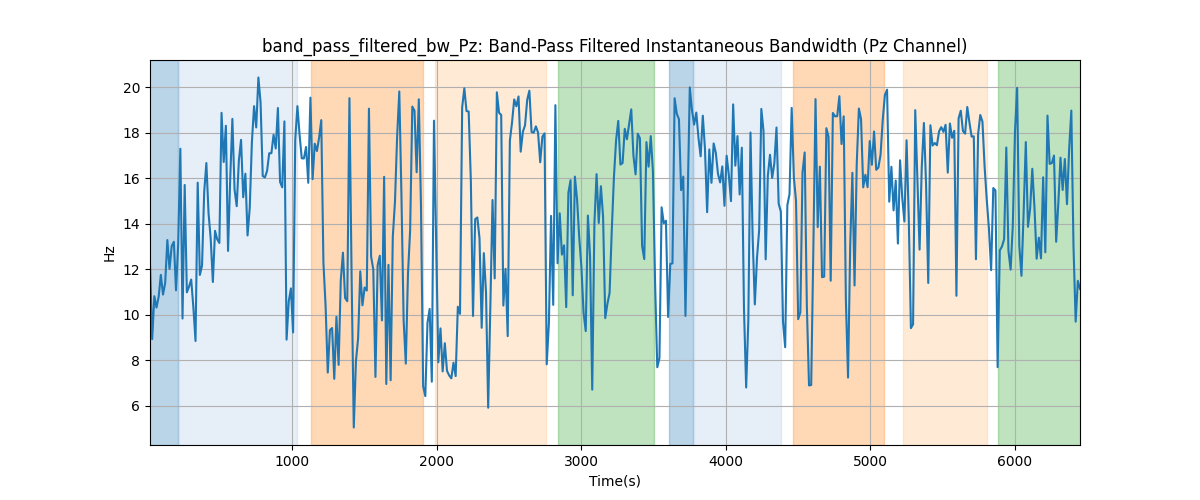 band_pass_filtered_bw_Pz: Band-Pass Filtered Instantaneous Bandwidth (Pz Channel)
Hz
20
18
16
14
12
10
8
6
1000 2000 3000 4000 5000 6000
Time(s)